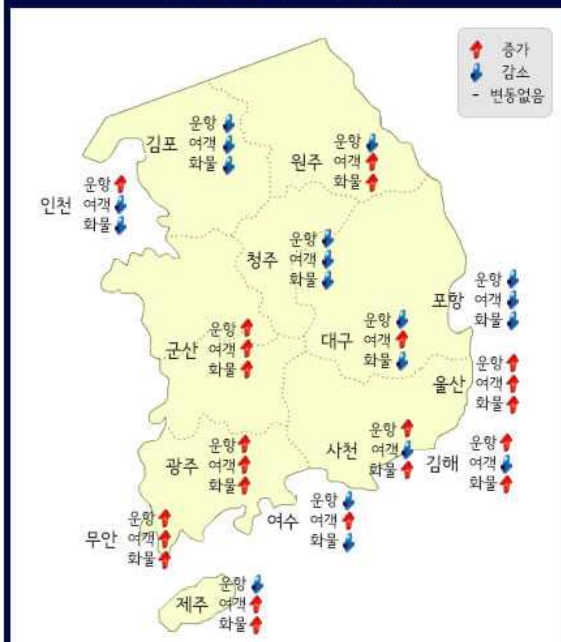 증가
감소
- 변동없음
김포
운항
여객
화물
원주
운항
여객
화물
인천
운항
여객
화물
청주
운항
여객
화물
포항
운항
여객
화물
군산
운항
여객
화물
대구
운항
여객
화물
울산
운항
여객
화물
광주
운항
여객
화물
사천
운항
여객
화물
김해
운항
여객
화물
무안
운항
여객
화물
여수
운항
여객
화물
제주
운항
여객
화물